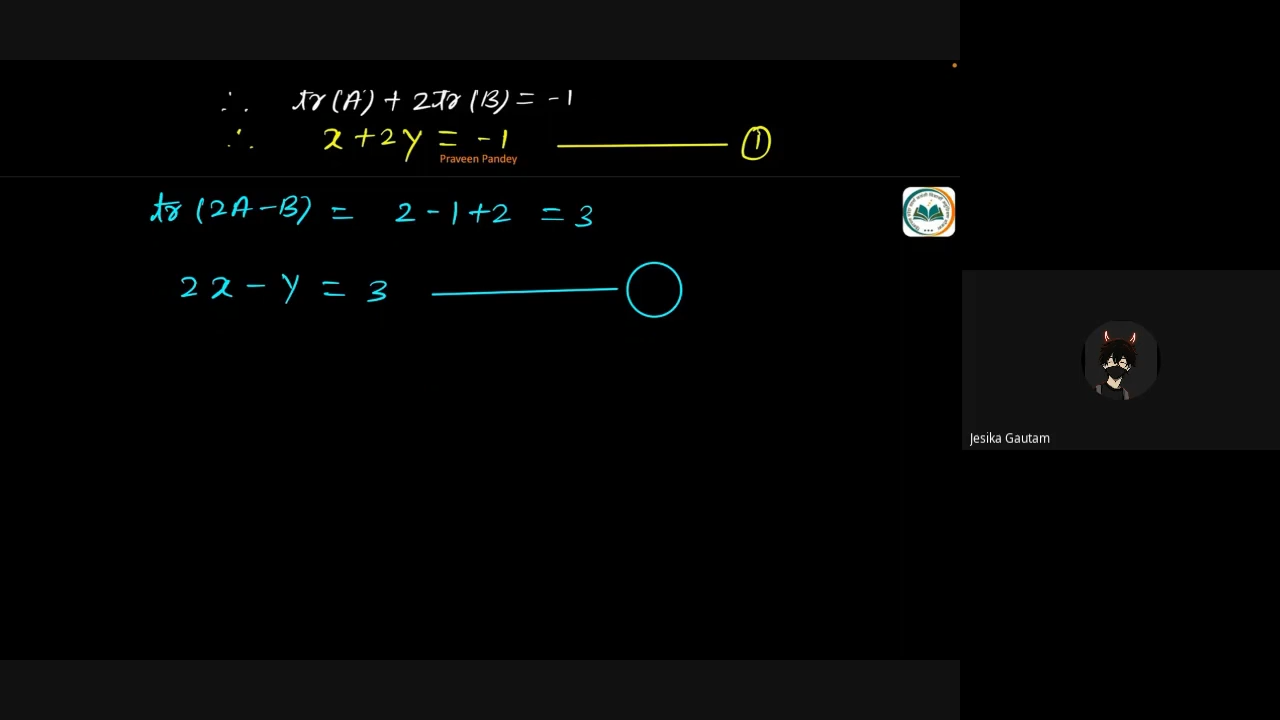 ∴ tr(A) + 2tr(B) = -1
∴ x + 2y = -1 ①
Praveen Pandey
tr(2A-B) = 2 - 1 + 2 = 3
2x - y = 3
Jesika Gautam